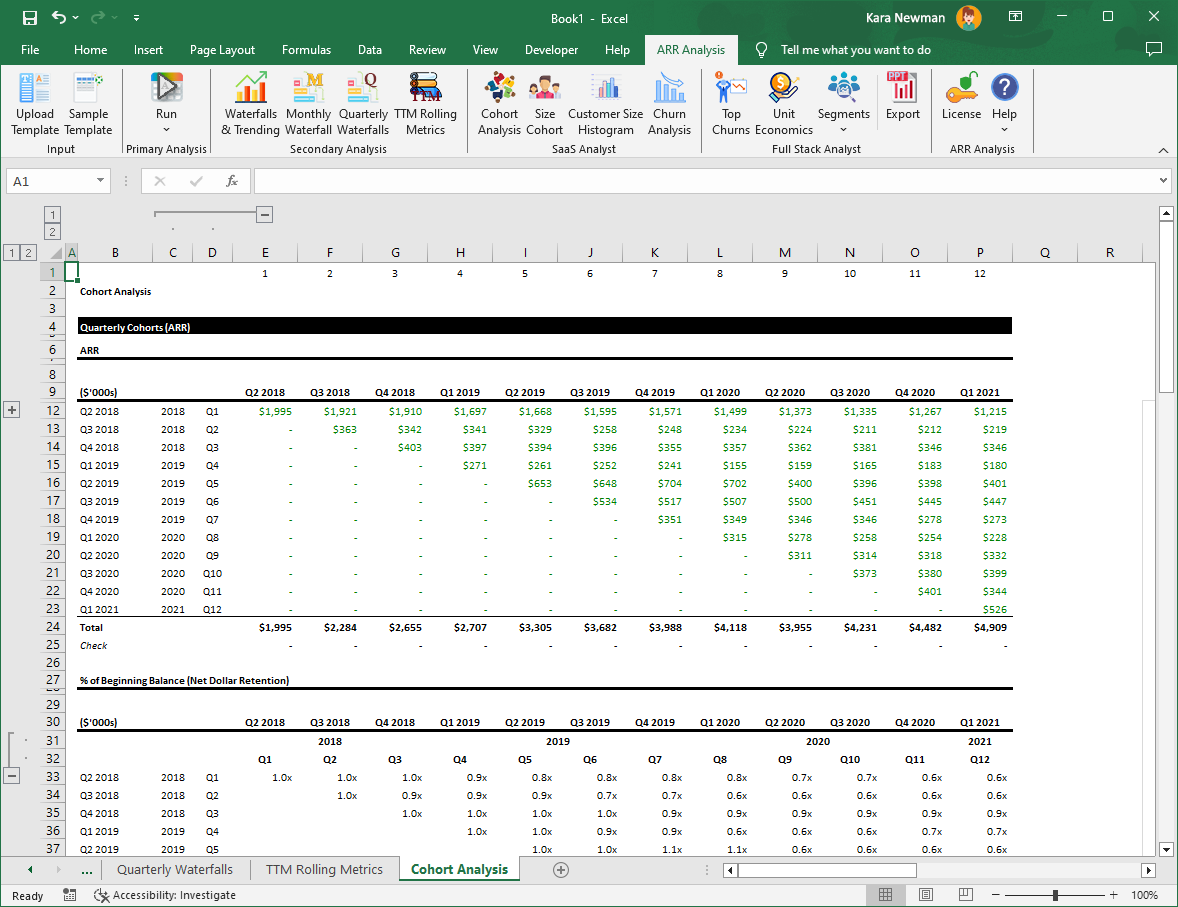 Book1 - Excel
Kara Newman
File Home Insert Page Layout Formulas Data Review View Developer Help ARR Analysis Tell me what you want to do
Upload Sample Run Waterfalls Monthly Quarterly TTM Rolling Cohort Size Customer Size Churn Top Unit Segments Export License Help
Template Template & Trending Waterfall Waterfalls Metrics Analysis Cohort Histogram Analysis Churns Economics
Input Primary Analysis Secondary Analysis SaaS Analyst Full Stack Analyst ARR Analysis
A1
1
2
1 2 A B C D E F G H I J K L M N O P Q R
1 1 2 3 4 5 6 7 8 9 10 11 12
2 Cohort Analysis
3
4 Quarterly Cohorts (ARR)
6 ARR
8
9 ($'000s) Q2 2018 Q3 2018 Q4 2018 Q1 2019 Q2 2019 Q3 2019 Q4 2019 Q1 2020 Q2 2020 Q3 2020 Q4 2020 Q1 2021
12 Q2 2018 2018 Q1 $1,995 $1,921 $1,910 $1,697 $1,668 $1,595 $1,571 $1,499 $1,373 $1,335 $1,267 $1,215
13 Q3 2018 2018 Q2 - $363 $342 $341 $329 $258 $248 $234 $224 $211 $212 $219
14 Q4 2018 2018 Q3 - - $403 $397 $394 $396 $355 $357 $362 $381 $346 $346
15 Q1 2019 2019 Q4 - - - $271 $261 $252 $241 $155 $159 $165 $183 $180
16 Q2 2019 2019 Q5 - - - - $653 $648 $704 $702 $400 $396 $398 $401
17 Q3 2019 2019 Q6 - - - - - $534 $517 $507 $500 $451 $445 $447
18 Q4 2019 2019 Q7 - - - - - - $351 $349 $346 $346 $278 $273
19 Q1 2020 2020 Q8 - - - - - - - $315 $278 $258 $254 $228
20 Q2 2020 2020 Q9 - - - - - - - - $311 $314 $318 $332
21 Q3 2020 2020 Q10 - - - - - - - - - $373 $380 $399
22 Q4 2020 2020 Q11 - - - - - - - - - - $401 $344
23 Q1 2021 2021 Q12 - - - - - - - - - - - $526
24 Total $1,995 $2,284 $2,655 $2,707 $3,305 $3,682 $3,988 $4,118 $3,955 $4,231 $4,482 $4,909
25 Check - - - - - - - - - - - -
26
27 % of Beginning Balance (Net Dollar Retention)
29
30 ($'000s) Q2 2018 Q3 2018 Q4 2018 Q1 2019 Q2 2019 Q3 2019 Q4 2019 Q1 2020 Q2 2020 Q3 2020 Q4 2020 Q1 2021
31 2018 2019 2020 2021
32 Q1 Q2 Q3 Q4 Q5 Q6 Q7 Q8 Q9 Q10 Q11 Q12
33 Q2 2018 2018 Q1 1.0x 1.0x 1.0x 0.9x 0.8x 0.8x 0.8x 0.8x 0.7x 0.7x 0.6x 0.6x
34 Q3 2018 2018 Q2 1.0x 0.9x 0.9x 0.9x 0.7x 0.7x 0.6x 0.6x 0.6x 0.6x 0.6x
35 Q4 2018 2018 Q3 1.0x 1.0x 1.0x 1.0x 0.9x 0.9x 0.9x 0.9x 0.9x 0.9x
36 Q1 2019 2019 Q4 1.0x 1.0x 0.9x 0.9x 0.6x 0.6x 0.6x 0.7x 0.7x
37 Q2 2019 2019 Q5 1.0x 1.0x 1.1x 1.1x 0.6x 0.6x 0.6x 0.6x
... Quarterly Waterfalls TTM Rolling Metrics Cohort Analysis
Ready Accessibility: Investigate 100%